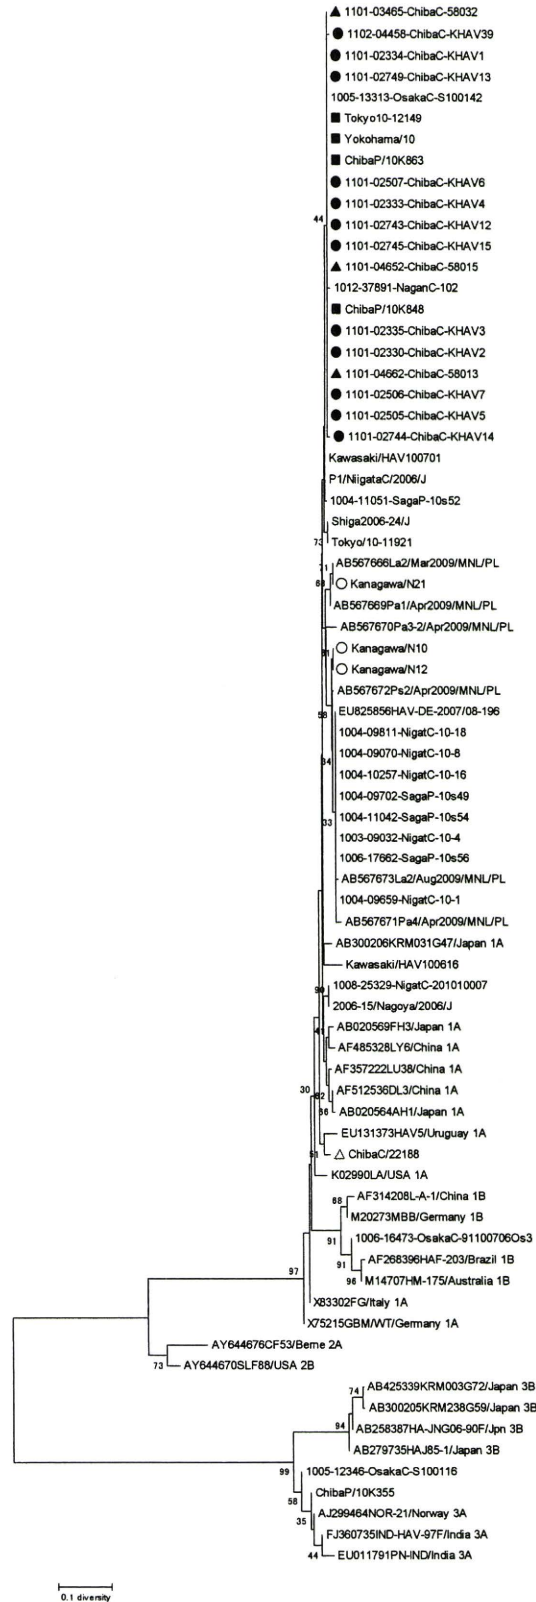 1101-03465-ChibaC-58032
1102-04458-ChibaC-KHAV39
1101-02334-ChibaC-KHAV1
1101-02749-ChibaC-KHAV13
1005-13313-OsakaC-S100142
Tokyo10-12149
Yokohama/10
ChibaP/10K863
1101-02507-ChibaC-KHAV6
1101-02333-ChibaC-KHAV4
44
1101-02743-ChibaC-KHAV12
1101-02745-ChibaC-KHAV15
1101-04652-ChibaC-58015
1012-37891-NaganC-102
ChibaP/10K848
1101-02335-ChibaC-KHAV3
1101-02330-ChibaC-KHAV2
1101-04662-ChibaC-58013
1101-02506-ChibaC-KHAV7
1101-02505-ChibaC-KHAV5
1101-02744-ChibaC-KHAV14
Kawasaki/HAV100701
P1/NiigataC/2006/J
1004-11051-SagaP-10s52
Shiga2006-24/J
73
Tokyo/10-11921
AB567666La2/Mar2009/MNL/PL
Kanagawa/N21
AB567669Pa1/Apr2009/MNL/PL
AB567670Pa3-2/Apr2009/MNL/PL
Kanagawa/N10
Kanagawa/N12
AB567672Ps2/Apr2009/MNL/PL
EU825856HAV-DE-2007/08-196
1004-09811-NigatC-10-18
1004-09070-NigatC-10-8
34
1004-10257-NigatC-10-16
1004-09702-SagaP-10s49
1004-11042-SagaP-10s54
33
1003-09032-NigatC-10-4
1006-17662-SagaP-10s56
AB567673La2/Aug2009/MNL/PL
1004-09659-NigatC-10-1
AB567671Pa4/Apr2009/MNL/PL
AB300206KRM031G47/Japan 1A
Kawasaki/HAV100616
1008-25329-NigatC-201010007
2006-15/Nagoya/2006/J
AB020569FH3/Japan 1A
AF485328LY6/China 1A
AF357222LU38/China 1A
30
AF512536DL3/China 1A
AB020564AH1/Japan 1A
EU131373HAV5/Uruguay 1A
ChibaC/22188
K02990LA/USA 1A
68
AF314208L-A-1/China 1B
M20273MBB/Germany 1B
91
1006-16473-OsakaC-91100706Os3
91
AF268396HAF-203/Brazil 1B
96
M14707HM-175/Australia 1B
97
X83302FG/Italy 1A
X75215GBM/WT/Germany 1A
AY644676CF53/Berne 2A
73
AY644670SLF88/USA 2B
74
AB425339KRM003G72/Japan 3B
AB300205KRM238G59/Japan 3B
94
AB258387HA-JNG06-90F/Jpn 3B
AB279735HAJ85-1/Japan 3B
99
1005-12346-OsakaC-S100116
58
ChibaP/10K355
35
AJ299464NOR-21/Norway 3A
FJ360735IND-HAV-97F/India 3A
44
EU011791PN-IND/India 3A
0.1 diversity